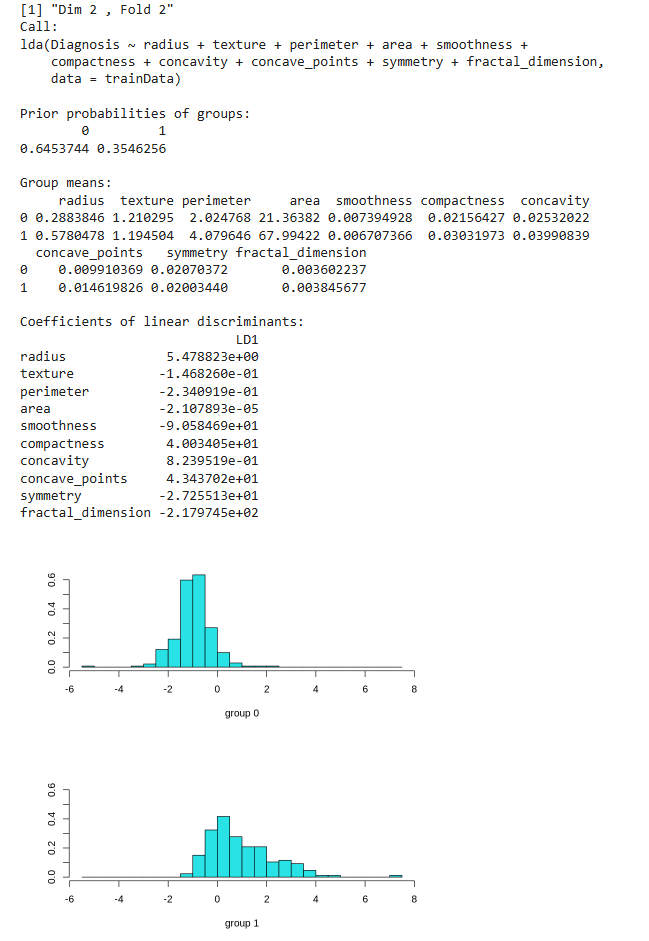 [1] "Dim 2 , Fold 2"
Call:
lda(Diagnosis ~ radius + texture + perimeter + area + smoothness +
    compactness + concavity + concave_points + symmetry + fractal_dimension,
    data = trainData)
Prior probabilities of groups:
        0         1
0.6453744 0.3546256
Group means:
     radius  texture perimeter     area  smoothness compactness  concavity
0 0.2883846 1.210295  2.024768 21.36382 0.007394928  0.02156427 0.02532022
1 0.5780478 1.194504  4.079646 67.99422 0.006707366  0.03031973 0.03990839
  concave_points   symmetry fractal_dimension
0    0.009910369 0.02070372       0.003602237
1    0.014619826 0.02003440       0.003845677
Coefficients of linear discriminants:
                            LD1
radius             5.478823e+00
texture           -1.468260e-01
perimeter         -2.340919e-01
area              -2.107893e-05
smoothness        -9.058469e+01
compactness        4.003405e+01
concavity          8.239519e-01
concave_points     4.343702e+01
symmetry          -2.725513e+01
fractal_dimension -2.179745e+02
0.6
0.4
0.2
0.0
-6 -4 -2 0 2 4 6 8
group 0
0.6
0.4
0.2
0.0
-6 -4 -2 0 2 4 6 8
group 1